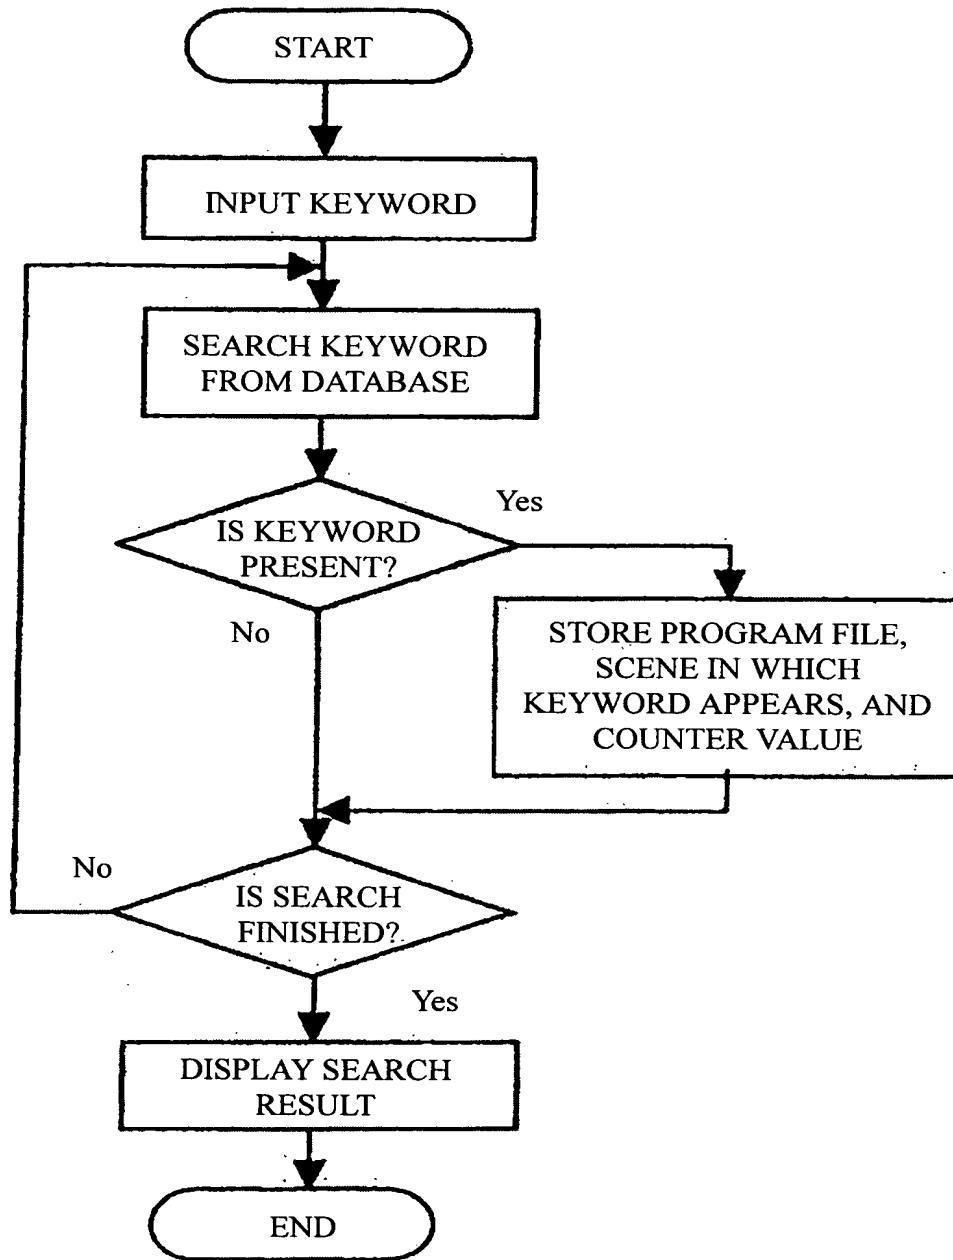 START
INPUT KEYWORD
SEARCH KEYWORD
FROM DATABASE
IS KEYWORD
PRESENT?
Yes
No
STORE PROGRAM FILE,
SCENE IN WHICH
KEYWORD APPEARS, AND
COUNTER VALUE
No
IS SEARCH
FINISHED?
Yes
DISPLAY SEARCH
RESULT
END